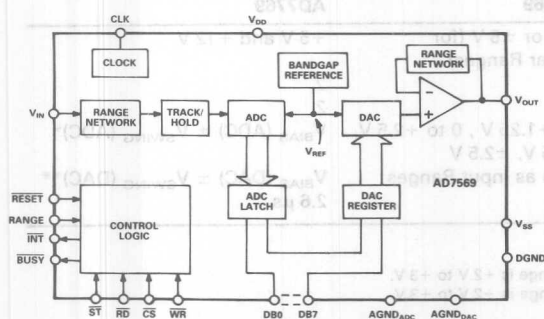 CLK
V_DD
CLOCK
RANGE
NETWORK
BANDGAP
REFERENCE
V_IN
RANGE
NETWORK
TRACK/
HOLD
ADC
DAC
−
+
V_OUT
V_REF
AD7569
RESET
RANGE
INT
BUSY
CONTROL
LOGIC
ADC
LATCH
DAC
REGISTER
V_SS
DGND
ST
RD
CS
WR
DB0
DB7
AGND_ADC
AGND_DAC